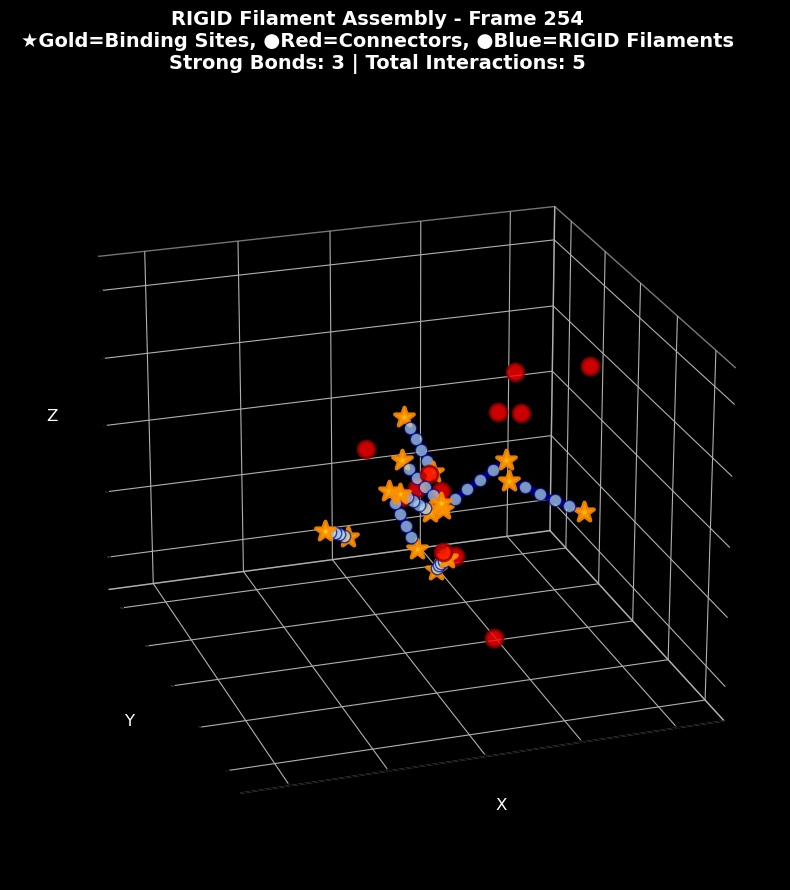 RIGID Filament Assembly - Frame 254
★Gold=Binding Sites, ●Red=Connectors, ●Blue=RIGID Filaments
Strong Bonds: 3 | Total Interactions: 5
Z
Y
X